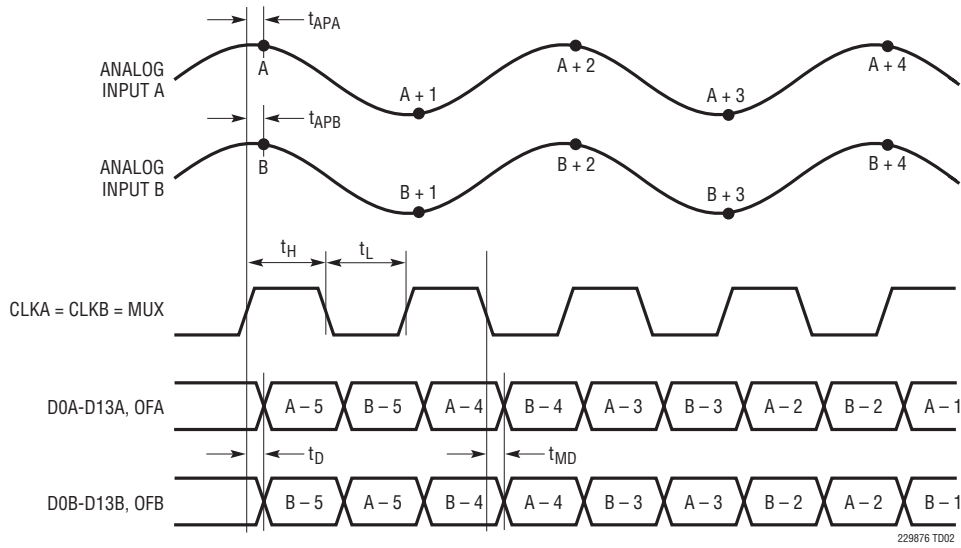 tAPA
ANALOG
INPUT A
A
A + 1
A + 2
A + 3
A + 4
tAPB
ANALOG
INPUT B
B
B + 1
B + 2
B + 3
B + 4
tH
tL
CLKA = CLKB = MUX
D0A-D13A, OFA
A – 5
B – 5
A – 4
B – 4
A – 3
B – 3
A – 2
B – 2
A – 1
tD
tMD
D0B-D13B, OFB
B – 5
A – 5
B – 4
A – 4
B – 3
A – 3
B – 2
A – 2
B – 1
229876 TD02